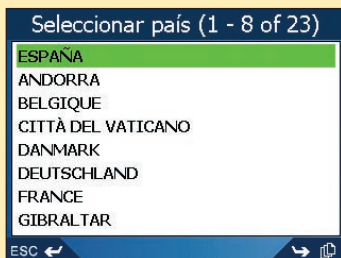 Seleccionar país (1 - 8 of 23)
ESPAÑA
ANDORRA
BELGIQUE
CITTÀ DEL VATICANO
DANMARK
DEUTSCHLAND
FRANCE
GIBRALTAR
ESC